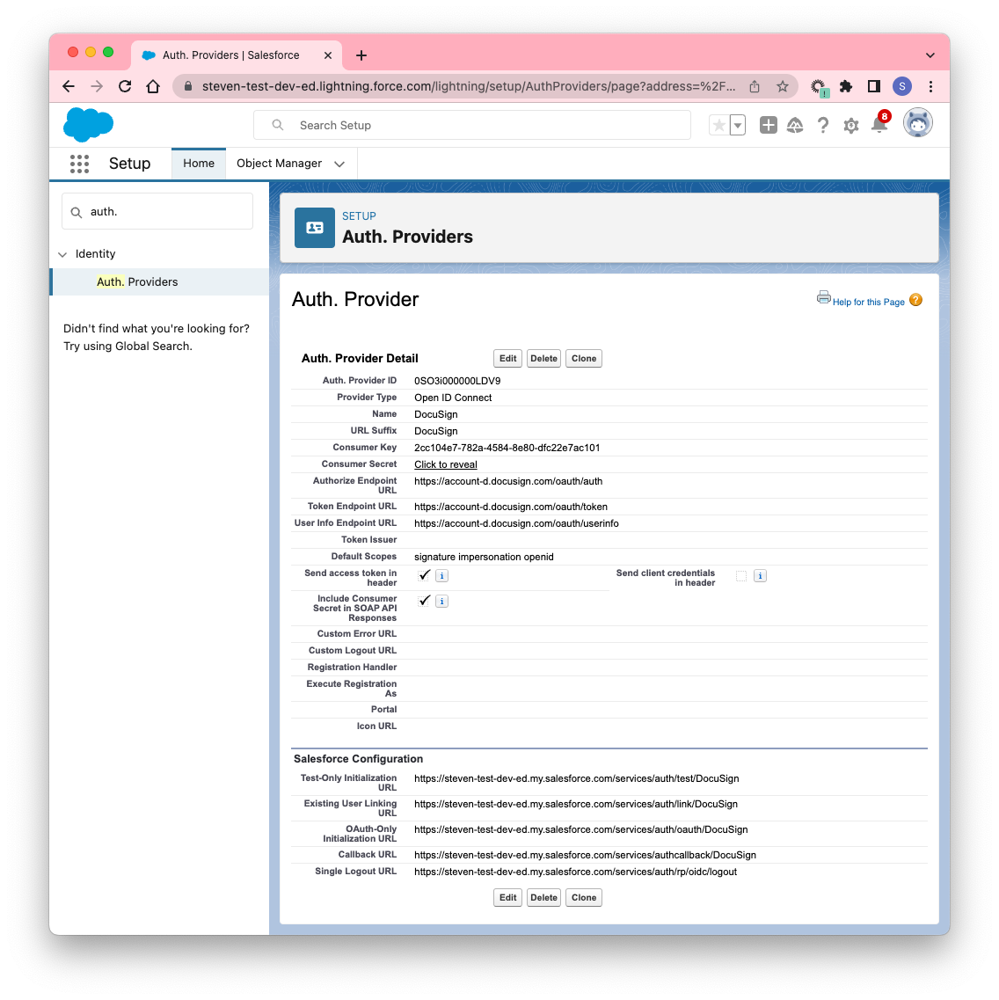 Auth. Providers | Salesforce
steven-test-dev-ed.lightning.force.com/lightning/setup/AuthProviders/page?address=%2F...
S
Search Setup
8
Setup
Home
Object Manager
auth.
Identity
Auth. Providers
Didn't find what you're looking for?
Try using Global Search.
SETUP
Auth. Providers
Auth. Provider
Help for this Page
Auth. Provider Detail
Edit Delete Clone
Auth. Provider ID 0SO3i000000LDV9
Provider Type Open ID Connect
Name DocuSign
URL Suffix DocuSign
Consumer Key 2cc104e7-782a-4584-8e80-dfc22e7ac101
Consumer Secret Click to reveal
Authorize Endpoint URL https://account-d.docusign.com/oauth/auth
Token Endpoint URL https://account-d.docusign.com/oauth/token
User Info Endpoint URL https://account-d.docusign.com/oauth/userinfo
Token Issuer
Default Scopes signature impersonation openid
Send access token in header
Send client credentials in header
Include Consumer Secret in SOAP API Responses
Custom Error URL
Custom Logout URL
Registration Handler
Execute Registration As
Portal
Icon URL
Salesforce Configuration
Test-Only Initialization URL https://steven-test-dev-ed.my.salesforce.com/services/auth/test/DocuSign
Existing User Linking URL https://steven-test-dev-ed.my.salesforce.com/services/auth/link/DocuSign
OAuth-Only Initialization URL https://steven-test-dev-ed.my.salesforce.com/services/auth/oauth/DocuSign
Callback URL https://steven-test-dev-ed.my.salesforce.com/services/authcallback/DocuSign
Single Logout URL https://steven-test-dev-ed.my.salesforce.com/services/auth/rp/oidc/logout
Edit Delete Clone